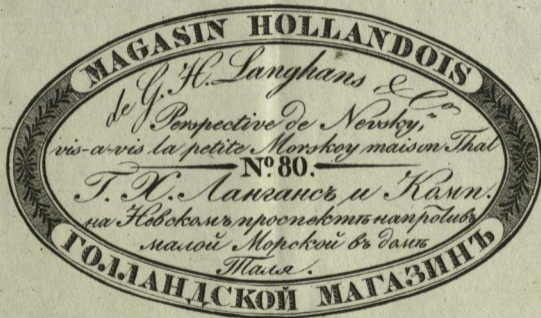 MAGASIN HOLLANDOIS
de G. H. Langhans & Co
Perspective de Nevsky,
vis-a-vis la petite Morskoy maison Thal
No 80.
Г. Х. Лангансъ и Комп.
на Невскомъ проспектѣ напротивъ
малой Морской въ домѣ
Таля.
ГОЛЛАНДСКОЙ МАГАЗИНЪ